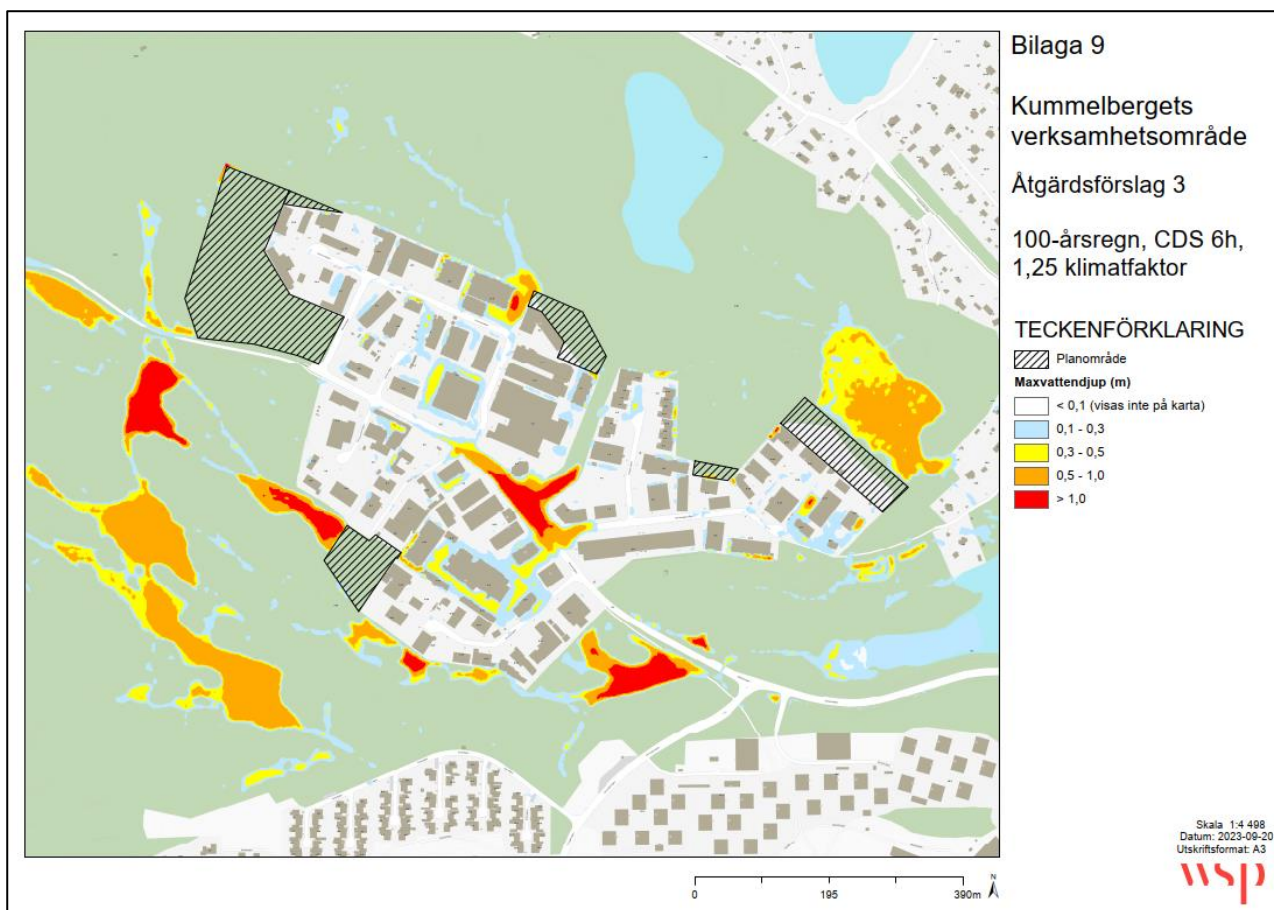 Bilaga 9
Kummelbergets
verksamhetsområde
Åtgärdsförslag 3
100-årsregn, CDS 6h,
1,25 klimatfaktor
TECKENFÖRKLARING
Planområde
Maxvattendjup (m)
< 0,1 (visas inte på karta)
0,1 - 0,3
0,3 - 0,5
0,5 - 1,0
> 1,0
Skala 1:4 498
Datum: 2023-09-20
Utskriftsformat: A3
wsp
N
0 195 390m